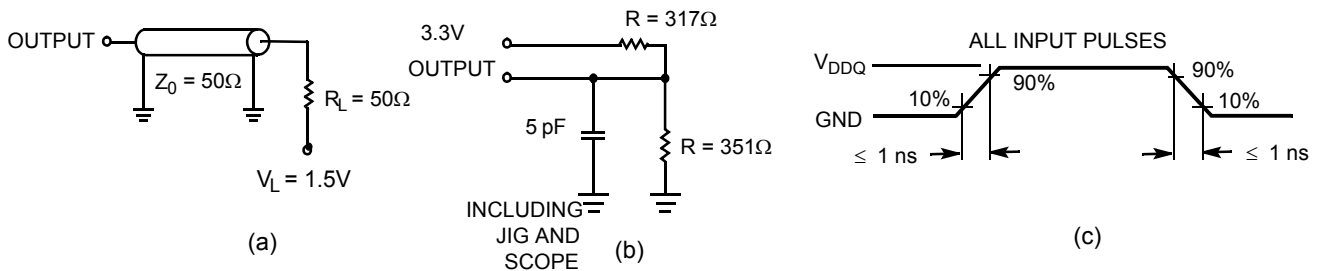 OUTPUT
Z0 = 50Ω
RL = 50Ω
VL = 1.5V
(a)
R = 317Ω
3.3V
OUTPUT
5 pF
R = 351Ω
INCLUDING
JIG AND
SCOPE
(b)
ALL INPUT PULSES
VDDQ
GND
10%
90%
90%
10%
≤ 1 ns
≤ 1 ns
(c)